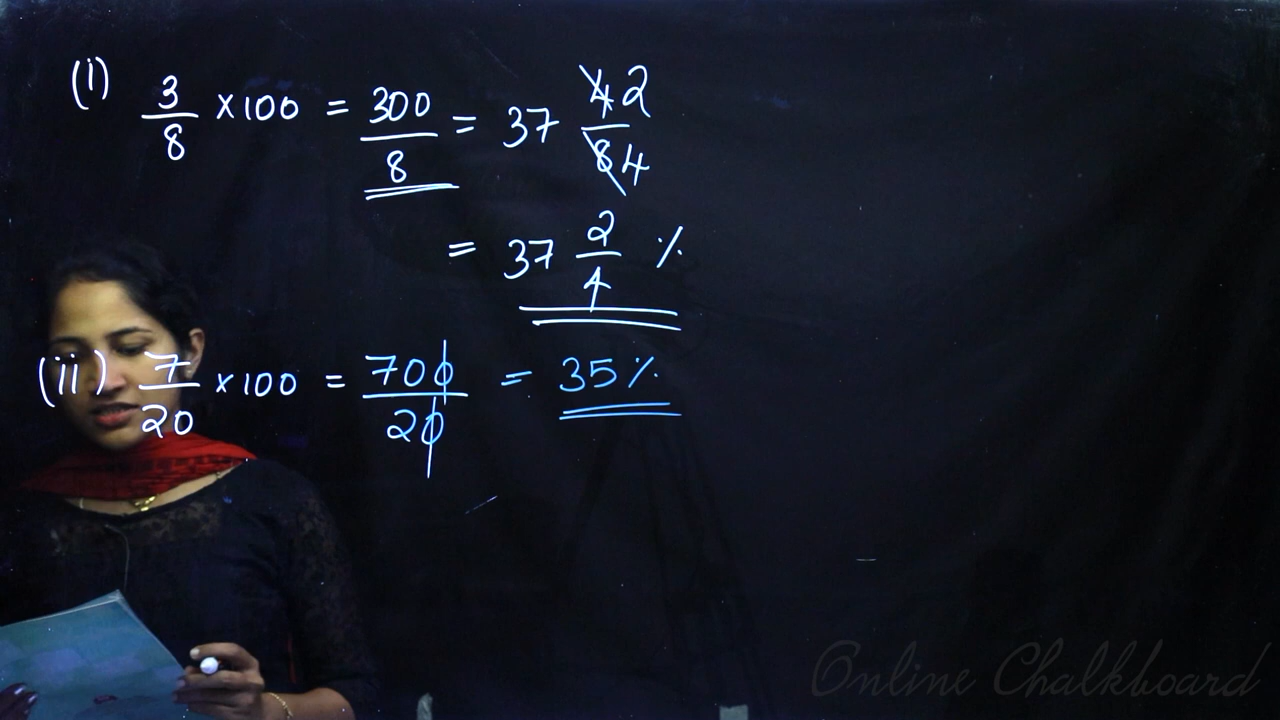 (i) 3/8 ×100 = 300/8 = 37 4 2/8 4
= 37 2/4 %
(ii) 7/20 ×100 = 700/20 = 35%
Online Chalkboard